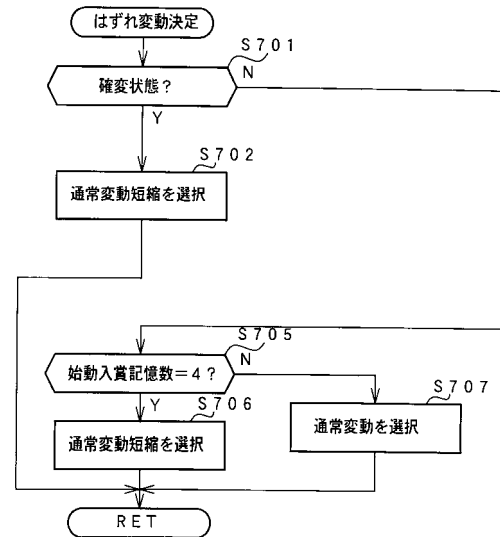 はずれ変動決定
S701
確変状態?
N
Y
S702
通常変動短縮を選択
S705
始動入賞記憶数=4?
N
Y
S706
通常変動短縮を選択
S707
通常変動を選択
RET